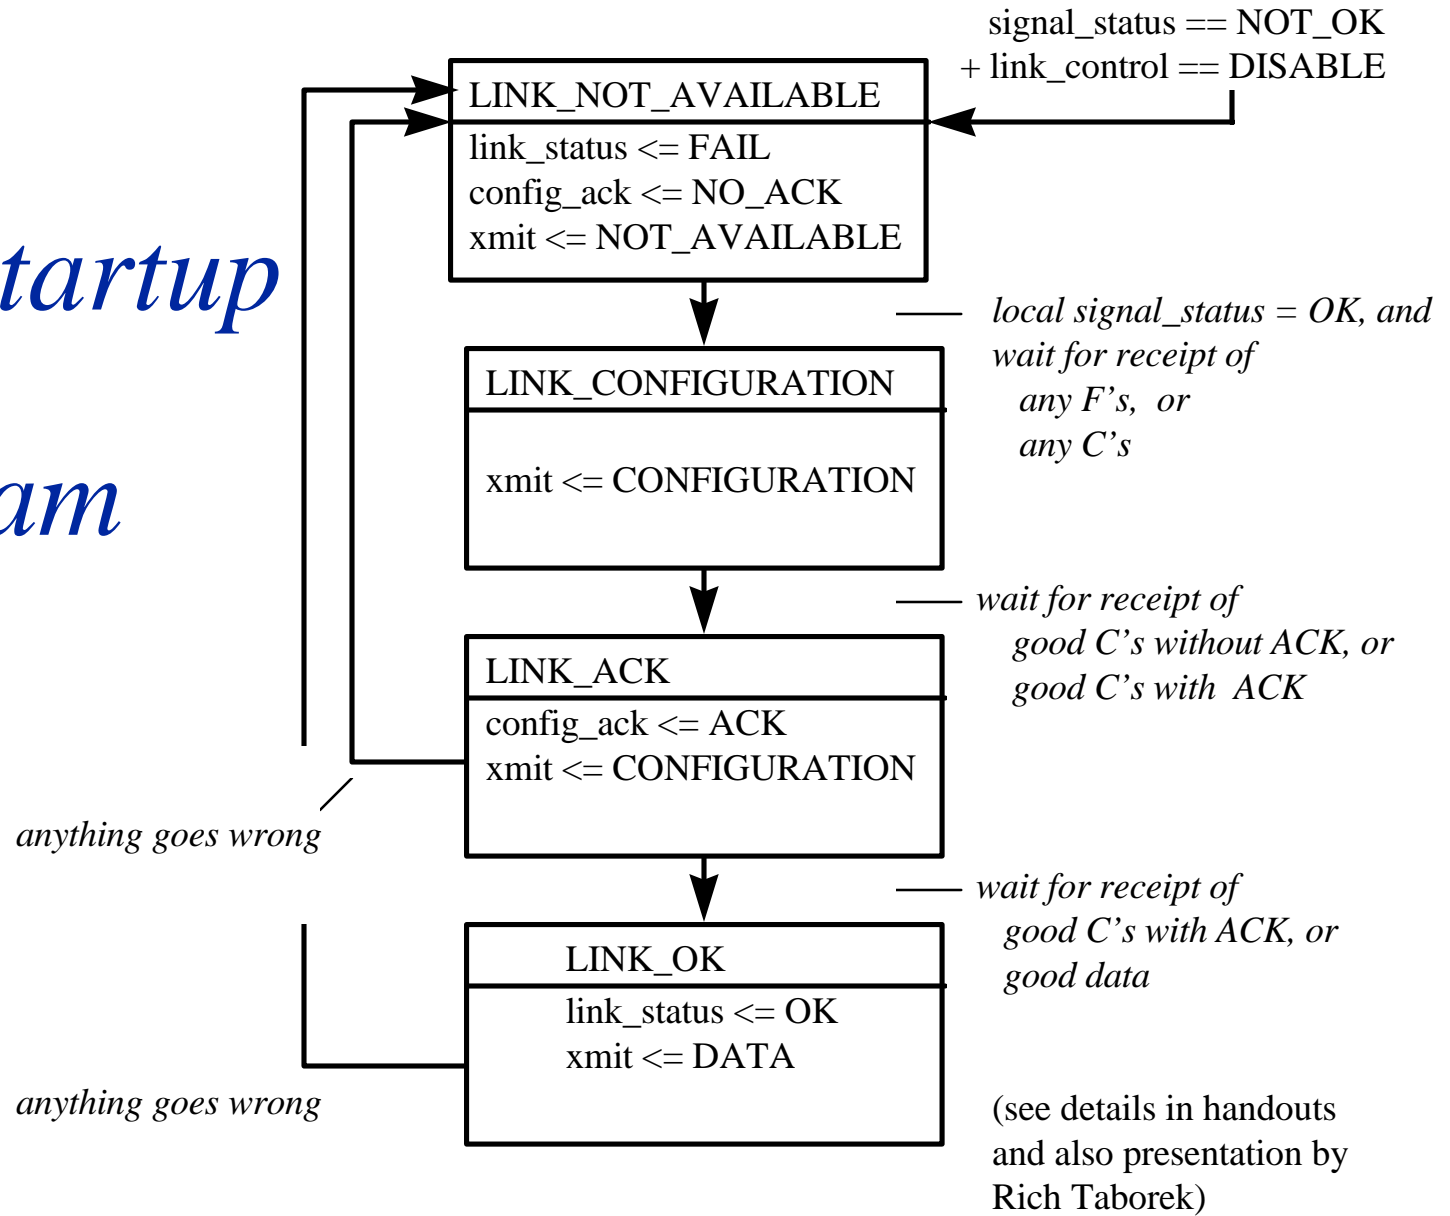 signal_status == NOT_OK
+ link_control == DISABLE
LINK_NOT_AVAILABLE
link_status <= FAIL
config_ack <= NO_ACK
xmit <= NOT_AVAILABLE
tartup
local signal_status = OK, and
wait for receipt of
any F’s, or
any C’s
LINK_CONFIGURATION
xmit <= CONFIGURATION
am
wait for receipt of
good C’s without ACK, or
good C’s with ACK
LINK_ACK
config_ack <= ACK
xmit <= CONFIGURATION
anything goes wrong
wait for receipt of
good C’s with ACK, or
good data
LINK_OK
link_status <= OK
xmit <= DATA
anything goes wrong
(see details in handouts
and also presentation by
Rich Taborek)